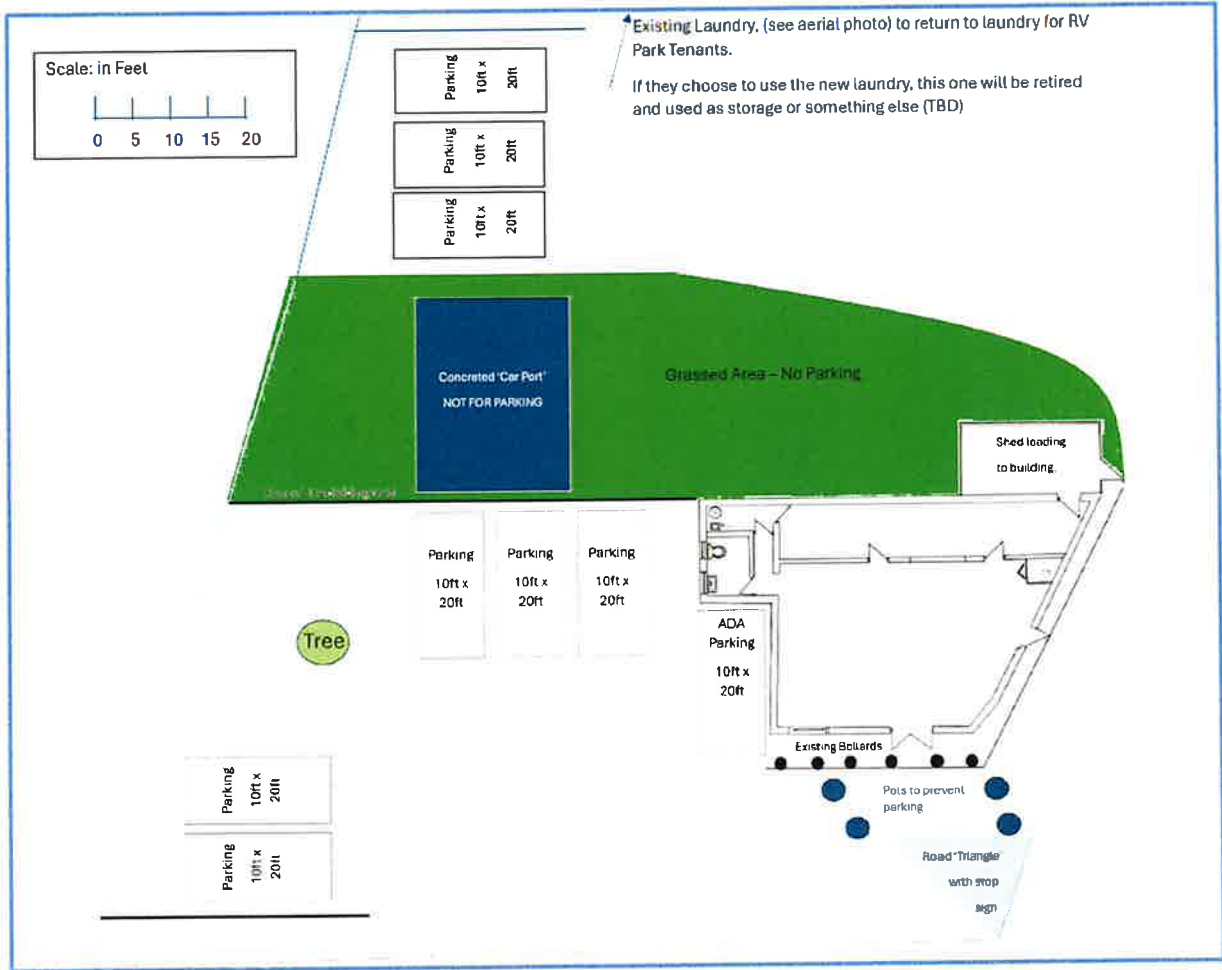 Existing Laundry, (see aerial photo) to return to laundry for RV
Park Tenants.
If they choose to use the new laundry, this one will be retired
and used as storage or something else (TBD)
Scale: in Feet
0 5 10 15 20
Parking
10ft x
20ft
Parking
10ft x
20ft
Parking
10ft x
20ft
Concreted 'Car Port'
NOT FOR PARKING
Grassed Area – No Parking
Shed loading
to building.
Parking
10ft x
20ft
Parking
10ft x
20ft
Parking
10ft x
20ft
ADA
Parking
10ft x
20ft
Tree
Existing Bollards
Parking
10ft x
20ft
Parking
10ft x
20ft
Pots to prevent
parking
Road "Triangle"
with stop
sign